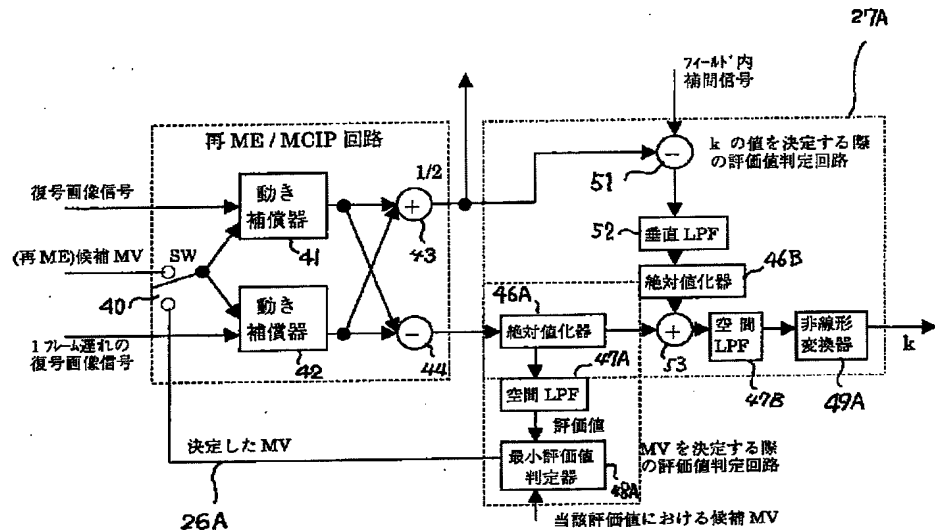 27A
フィールド内
補間信号
再 ME / MCIP 回路
k の値を決定する際
の評価値判定回路
1/2
復号画像信号
動き
補償器
41
+
43
−
51
52
垂直 LPF
(再 ME)候補 MV
SW
40
46A
46B
絶対値化器
動き
補償器
42
−
44
絶対値化器
+
53
空間
LPF
47B
非線形
変換器
49A
k
1フレーム遅れの
復号画像信号
47A
空間 LPF
評価値
決定した MV
最小評価値
判定器
48A
MV を決定する際
の評価値判定回路
26A
当該評価値における候補 MV